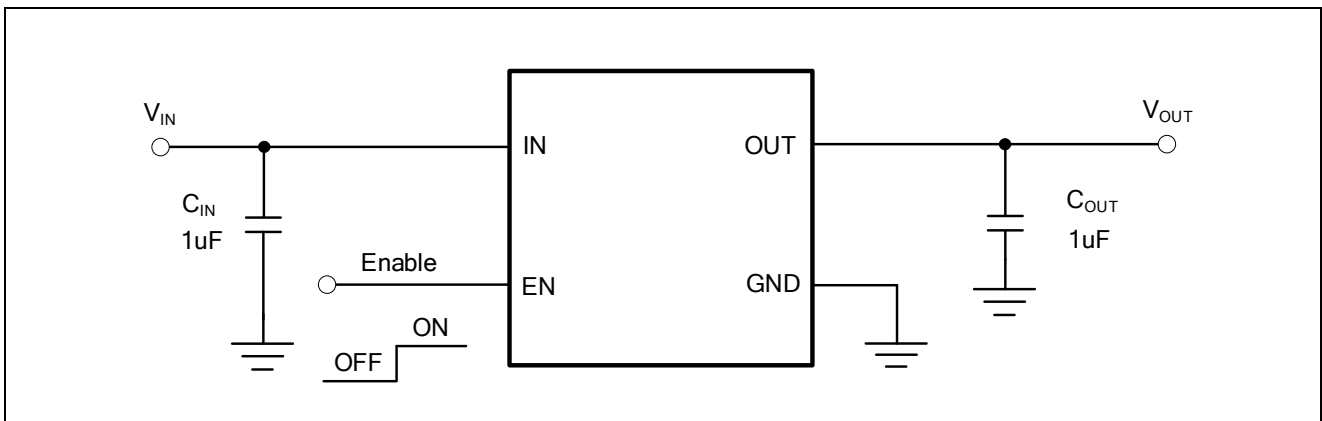 VIN
VOUT
IN
OUT
CIN
1uF
COUT
1uF
Enable
EN
GND
ON
OFF